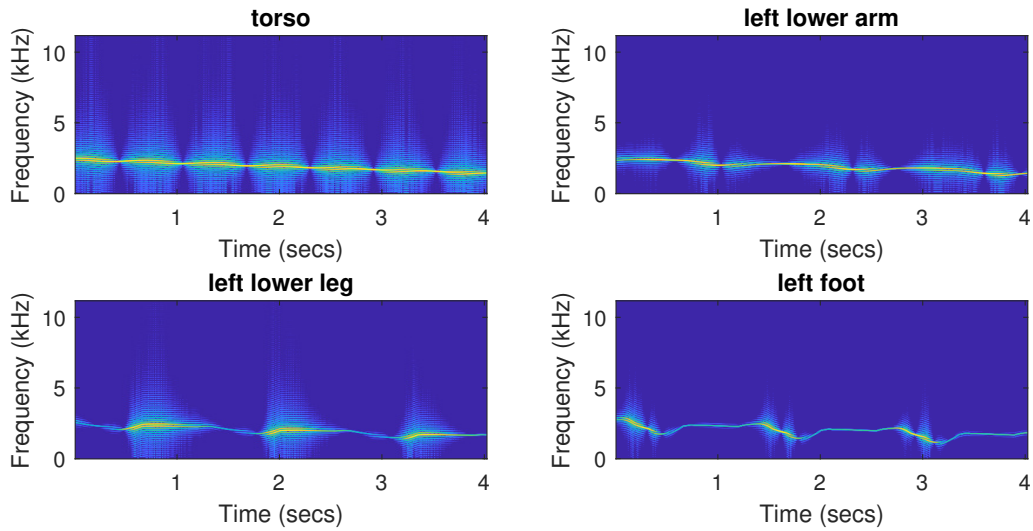 torso
Frequency (kHz)
10
5
0
1 2 3 4
Time (secs)
left lower arm
Frequency (kHz)
10
5
0
1 2 3 4
Time (secs)
left lower leg
Frequency (kHz)
10
5
0
1 2 3 4
Time (secs)
left foot
Frequency (kHz)
10
5
0
1 2 3 4
Time (secs)